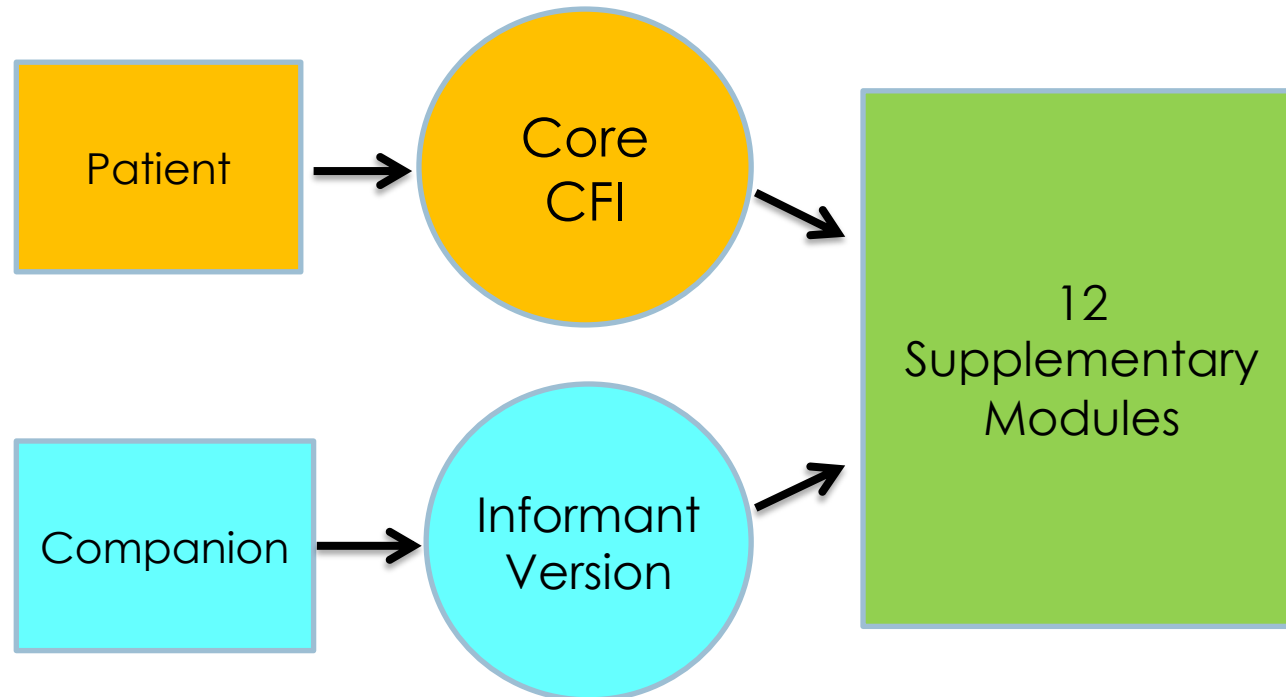 Patient
Core
CFI
12
Supplementary
Modules
Companion
Informant
Version